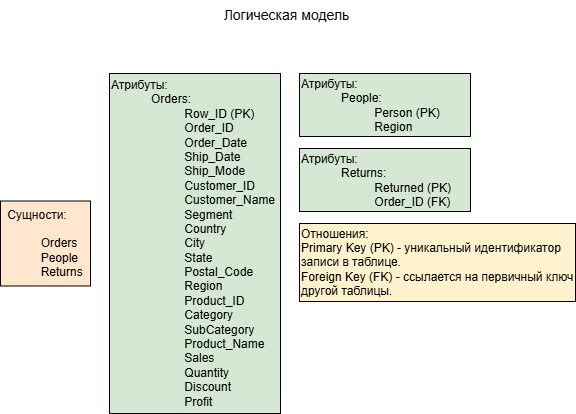 Логическая модель
Сущности:
Orders
People
Returns
Атрибуты:
Orders:
Row_ID (PK)
Order_ID
Order_Date
Ship_Date
Ship_Mode
Customer_ID
Customer_Name
Segment
Country
City
State
Postal_Code
Region
Product_ID
Category
SubCategory
Product_Name
Sales
Quantity
Discount
Profit
Атрибуты:
People:
Person (PK)
Region
Атрибуты:
Returns:
Returned (PK)
Order_ID (FK)
Отношения:
Primary Key (PK) - уникальный идентификатор
записи в таблице.
Foreign Key (FK) - ссылается на первичный ключ
другой таблицы.